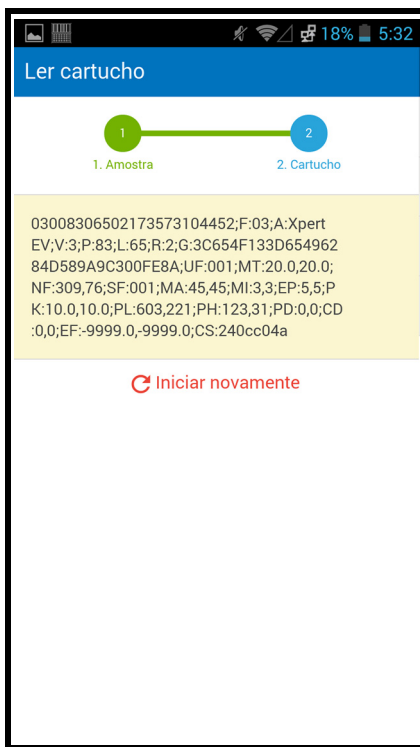 18% 5:32
Ler cartucho
1 2
1. Amostra 2. Cartucho
03008306502173573104452;F:03;A:Xpert
EV;V:3;P:83;L:65;R:2;G:3C654F133D654962
84D589A9C300FE8A;UF:001;MT:20.0,20.0;
NF:309,76;SF:001;MA:45,45;MI:3,3;EP:5,5;P
K:10.0,10.0;PL:603,221;PH:123,31;PD:0,0;CD
:0,0;EF:-9999.0,-9999.0;CS:240cc04a
Iniciar novamente